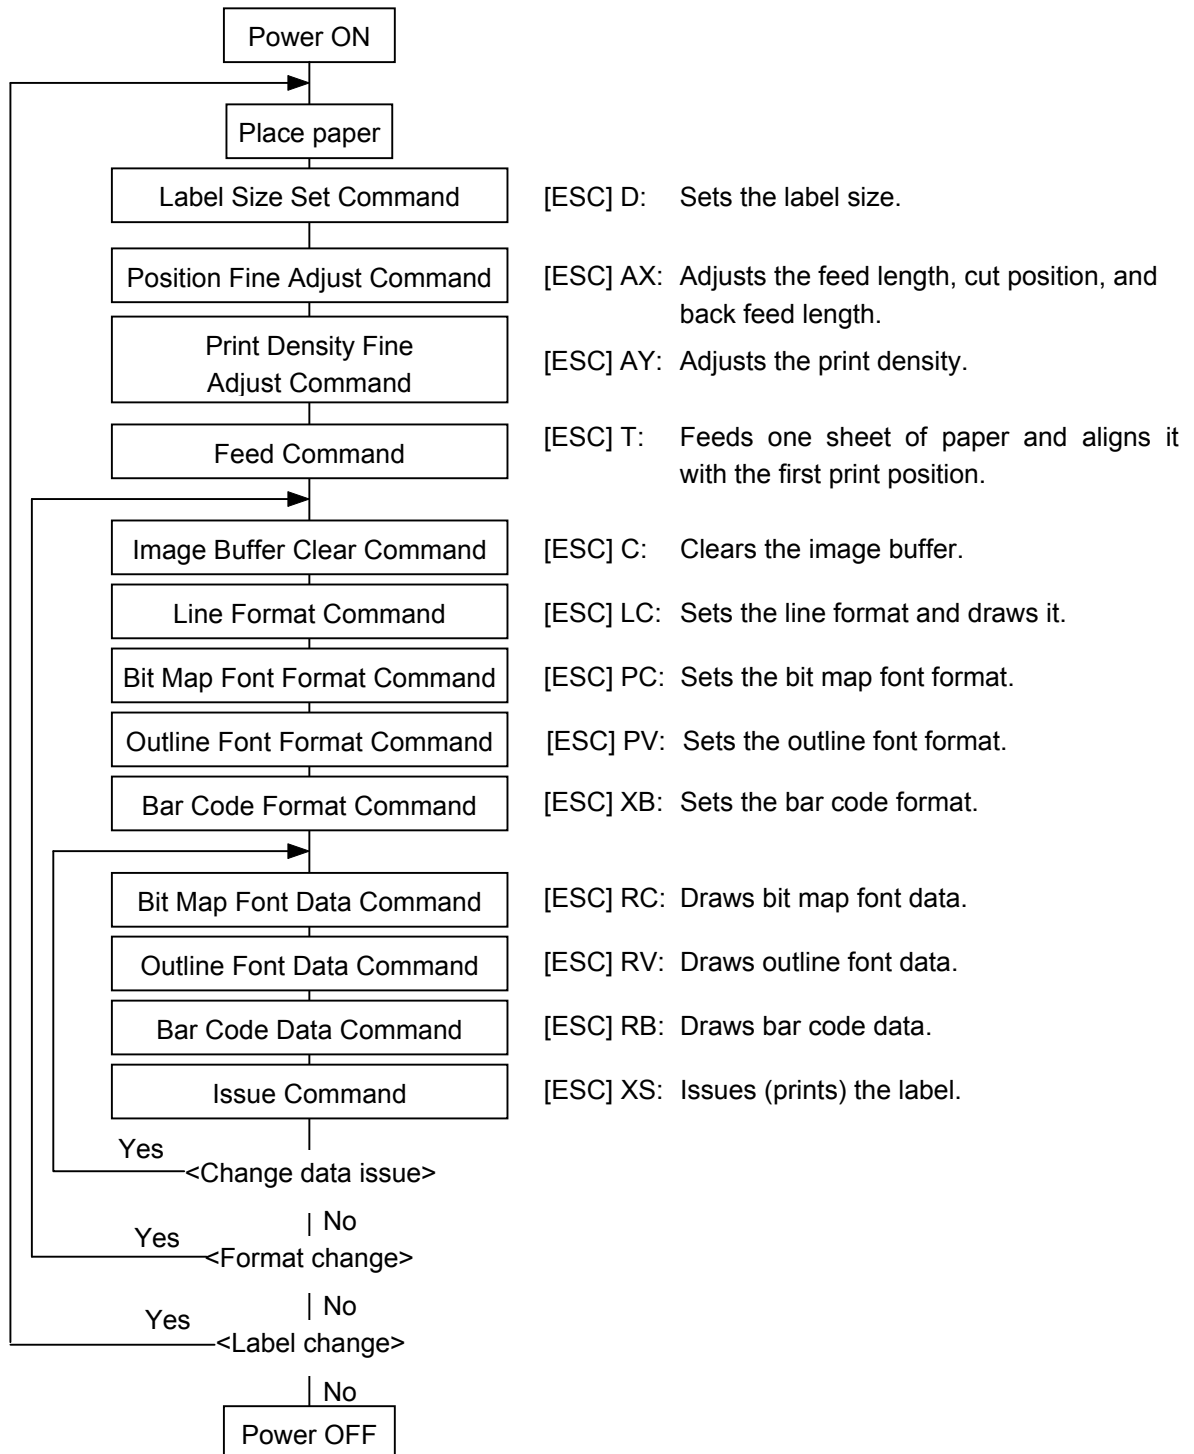 Power ON
Place paper
Label Size Set Command [ESC] D: Sets the label size.
Position Fine Adjust Command [ESC] AX: Adjusts the feed length, cut position, and
back feed length.
Print Density Fine
Adjust Command [ESC] AY: Adjusts the print density.
Feed Command [ESC] T: Feeds one sheet of paper and aligns it
with the first print position.
Image Buffer Clear Command [ESC] C: Clears the image buffer.
Line Format Command [ESC] LC: Sets the line format and draws it.
Bit Map Font Format Command [ESC] PC: Sets the bit map font format.
Outline Font Format Command [ESC] PV: Sets the outline font format.
Bar Code Format Command [ESC] XB: Sets the bar code format.
Bit Map Font Data Command [ESC] RC: Draws bit map font data.
Outline Font Data Command [ESC] RV: Draws outline font data.
Bar Code Data Command [ESC] RB: Draws bar code data.
Issue Command [ESC] XS: Issues (prints) the label.
Yes
<Change data issue>
No
Yes
<Format change>
No
Yes
<Label change>
No
Power OFF